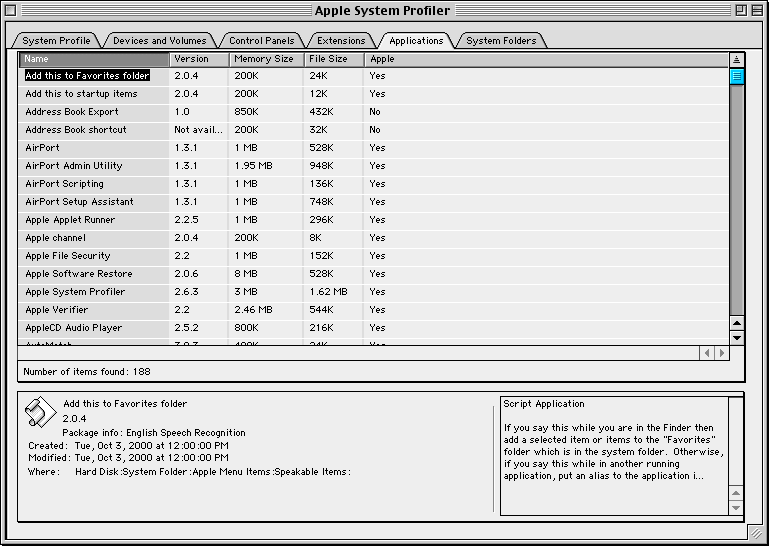 Apple System Profiler
System Profile Devices and Volumes Control Panels Extensions Applications System Folders
Name Version Memory Size File Size Apple
Add this to Favorites folder 2.0.4 200K 24K Yes
Add this to startup items 2.0.4 200K 12K Yes
Address Book Export 1.0 850K 432K No
Address Book shortcut Not avail... 200K 32K No
AirPort 1.3.1 1 MB 528K Yes
AirPort Admin Utility 1.3.1 1.95 MB 948K Yes
AirPort Scripting 1.3.1 1 MB 136K Yes
AirPort Setup Assistant 1.3.1 1 MB 748K Yes
Apple Applet Runner 2.2.5 1 MB 296K Yes
Apple channel 2.0.4 200K 8K Yes
Apple File Security 2.2 1 MB 152K Yes
Apple Software Restore 2.0.6 8 MB 528K Yes
Apple System Profiler 2.6.3 3 MB 1.62 MB Yes
Apple Verifier 2.2 2.46 MB 544K Yes
AppleCD Audio Player 2.5.2 800K 216K Yes
Number of items found: 188
Add this to Favorites folder
2.0.4
Package info: English Speech Recognition
Created: Tue, Oct 3, 2000 at 12:00:00 PM
Modified: Tue, Oct 3, 2000 at 12:00:00 PM
Where: Hard Disk:System Folder:Apple Menu Items:Speakable Items:
Script Application
If you say this while you are in the Finder then
add a selected item or items to the "Favorites"
folder which is in the system folder. Otherwise,
if you say this while in another running
application, put an alias to the application i...